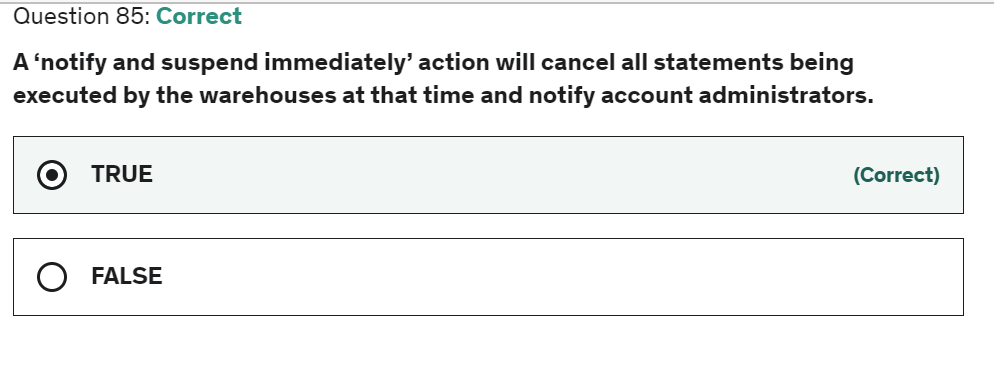 Question 85: Correct
A ‘notify and suspend immediately’ action will cancel all statements being
executed by the warehouses at that time and notify account administrators.
TRUE
(Correct)
FALSE